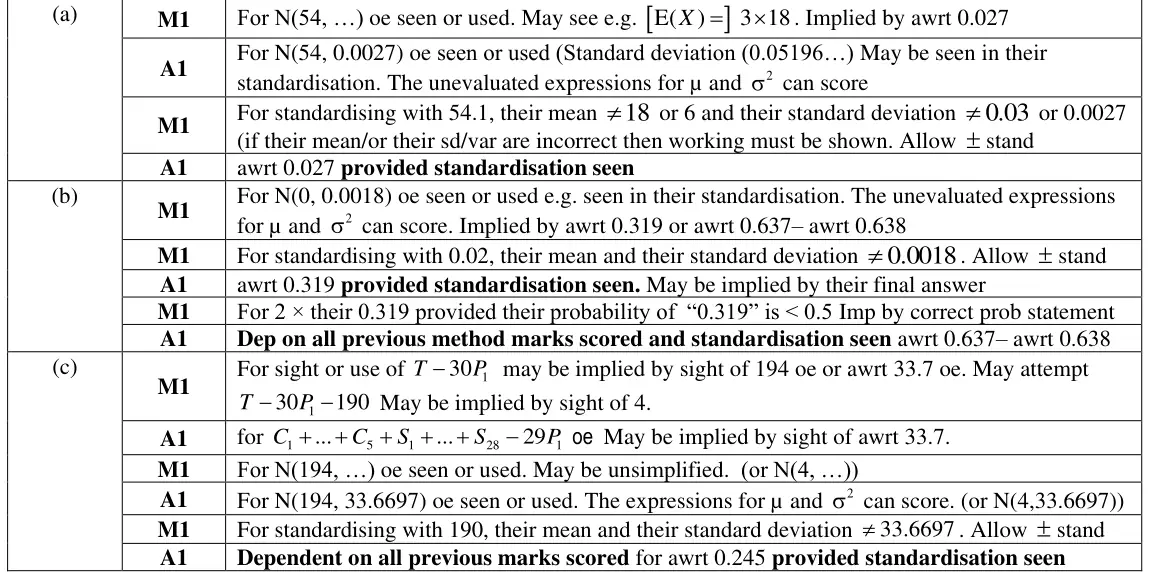 (a) M1 For N(54, …) oe seen or used. May see e.g. [E(X) =] 3×18. Implied by awrt 0.027
A1 For N(54, 0.0027) oe seen or used (Standard deviation (0.05196…) May be seen in their
standardisation. The unevaluated expressions for μ and σ² can score
M1 For standardising with 54.1, their mean ≠18 or 6 and their standard deviation ≠0.03 or 0.0027
(if their mean/or their sd/var are incorrect then working must be shown. Allow ± stand
A1 awrt 0.027 provided standardisation seen
(b) M1 For N(0, 0.0018) oe seen or used e.g. seen in their standardisation. The unevaluated expressions
for μ and σ² can score. Implied by awrt 0.319 or awrt 0.637– awrt 0.638
M1 For standardising with 0.02, their mean and their standard deviation ≠0.0018. Allow ± stand
A1 awrt 0.319 provided standardisation seen. May be implied by their final answer
M1 For 2 × their 0.319 provided their probability of “0.319” is < 0.5 Imp by correct prob statement
A1 Dep on all previous method marks scored and standardisation seen awrt 0.637– awrt 0.638
(c) M1 For sight or use of T − 30P₁ may be implied by sight of 194 oe or awrt 33.7 oe. May attempt
T − 30P₁ − 190 May be implied by sight of 4.
A1 for C₁ + ... + C₅ + S₁ + ... + S₂₈ − 29P₁ oe May be implied by sight of awrt 33.7.
M1 For N(194, …) oe seen or used. May be unsimplified. (or N(4, …))
A1 For N(194, 33.6697) oe seen or used. The expressions for μ and σ² can score. (or N(4,33.6697))
M1 For standardising with 190, their mean and their standard deviation ≠33.6697. Allow ± stand
A1 Dependent on all previous marks scored for awrt 0.245 provided standardisation seen